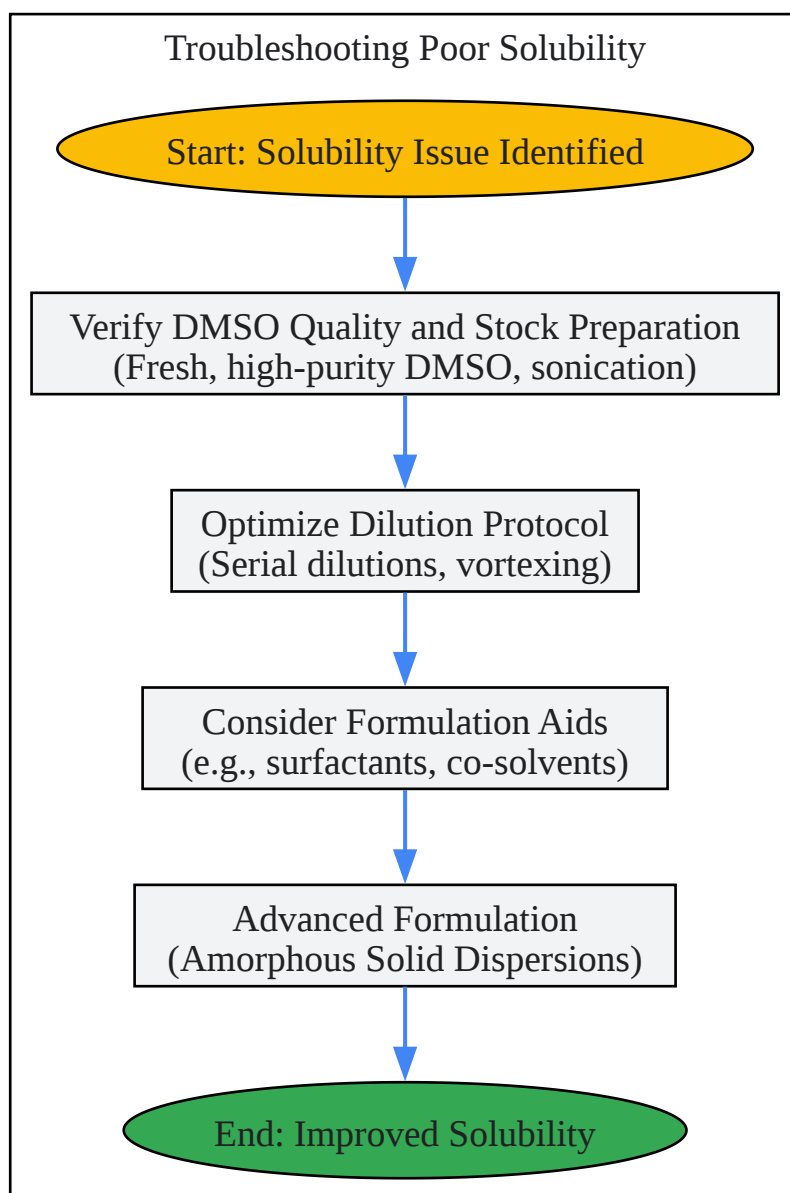 Troubleshooting Poor Solubility
Start: Solubility Issue Identified
Verify DMSO Quality and Stock Preparation
(Fresh, high-purity DMSO, sonication)
Optimize Dilution Protocol
(Serial dilutions, vortexing)
Consider Formulation Aids
(e.g., surfactants, co-solvents)
Advanced Formulation
(Amorphous Solid Dispersions)
End: Improved Solubility